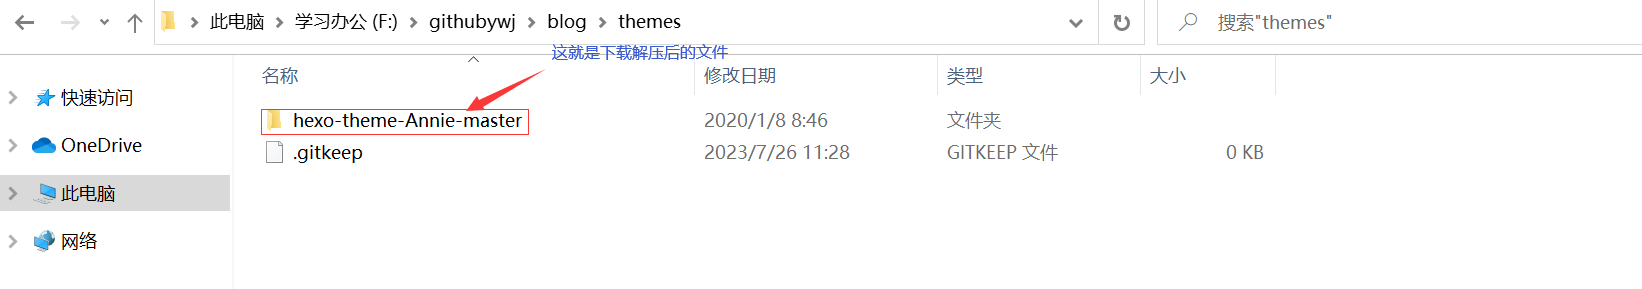 此电脑 学习办公 (F:) githubywj blog themes 搜索"themes"
这就是下载解压后的文件
名称 修改日期 类型 大小
快速访问
OneDrive
此电脑
网络
hexo-theme-Annie-master 2020/1/8 8:46 文件夹
.gitkeep 2023/7/26 11:28 GITKEEP 文件 0 KB